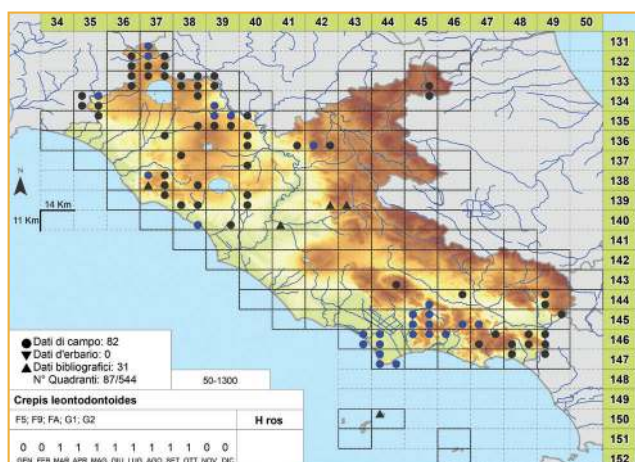 34 35 36 37 38 39 40 41 42 43 44 45 46 47 48 49 50
131
132
133
134
135
136
137
138
139
140
141
142
143
144
145
146
147
148
149
150
151
152
N
14 Km
11 Km
Dati di campo: 82
Dati d'erbario: 0
Dati bibliografici: 31
N° Quadranti: 87/544
50-1300
Crepis leontodontoides
F5; F9; FA; G1; G2
H ros
0 0 1 1 1 1 1 1 1 1 0 0
GEN FEB MAR APR MAG GIU LUG AGO SET OTT NOV DIC